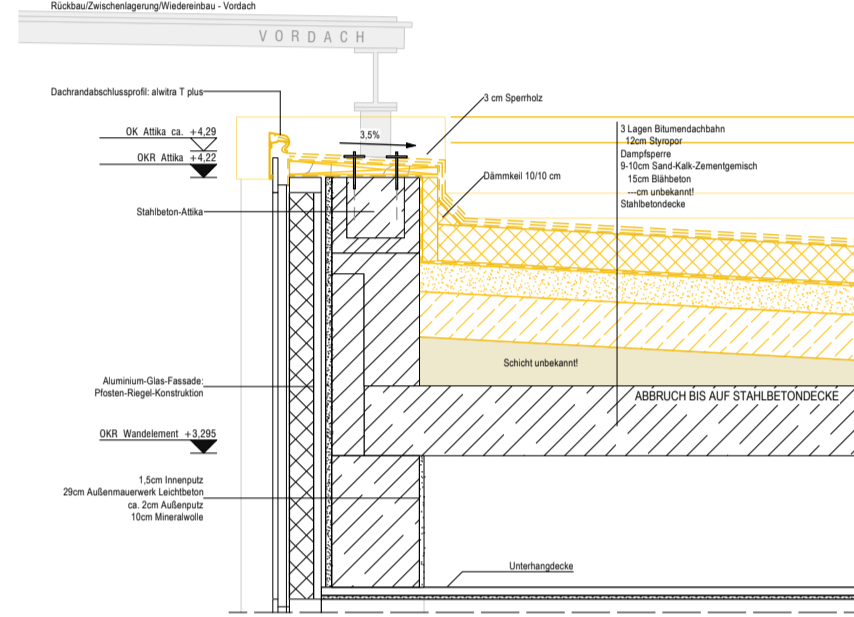 Rückbau/Zwischenlagerung/Wiedereinbau - Vordach
VORDACH
Dachrandabschlussprofil: alwitra T plus
3 cm Sperrholz
OK Attika ca. +4,29
3,5%
OKR Attika +4,22
3 Lagen Bitumendachbahn
12cm Styropor
Dampfsperre
9-10cm Sand-Kalk-Zementgemisch
15cm Blähbeton
---cm unbekannt!
Stahlbetondecke
Dämmkeil 10/10 cm
Stahlbeton-Attika
Schicht unbekannt!
Aluminium-Glas-Fassade:
Pfosten-Riegel-Konstruktion
ABBRUCH BIS AUF STAHLBETONDECKE
OKR Wandelement +3,295
1,5cm Innenputz
29cm Außenmauerwerk Leichtbeton
ca. 2cm Außenputz
10cm Mineralwolle
Unterhangdecke